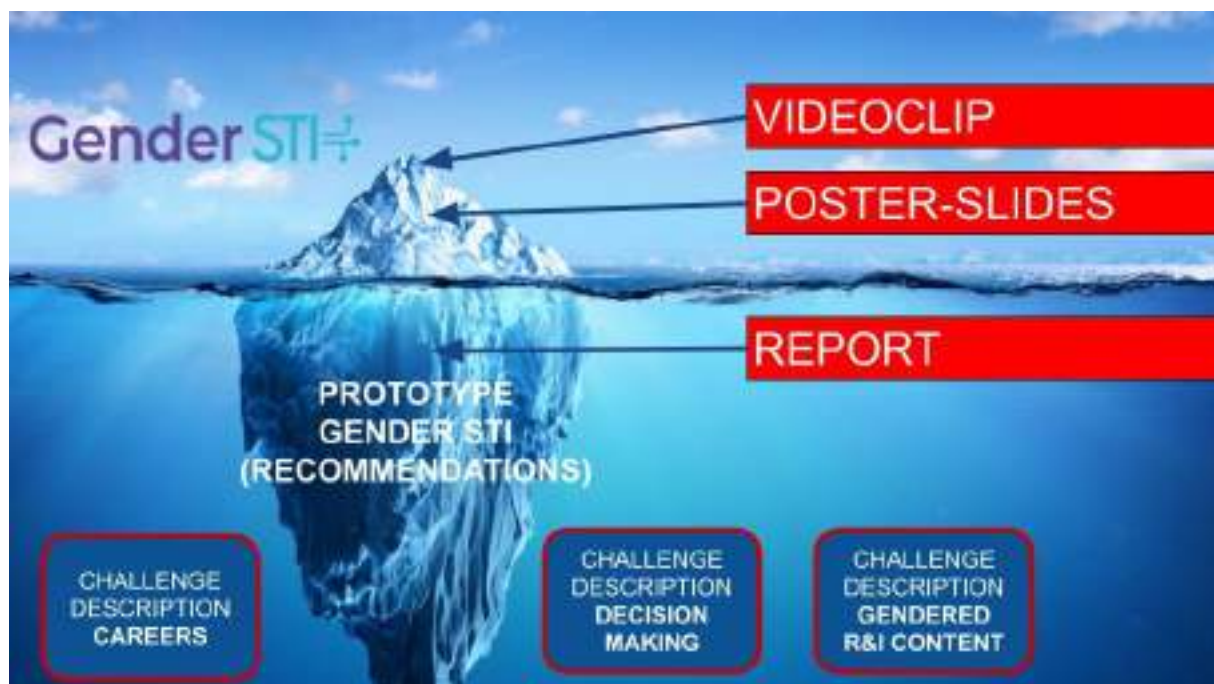 Gender STI
VIDEOCLIP
POSTER-SLIDES
REPORT
PROTOTYPE
GENDER STI
(RECOMMENDATIONS)
CHALLENGE
DESCRIPTION
CAREERS
CHALLENGE
DESCRIPTION
DECISION
MAKING
CHALLENGE
DESCRIPTION
GENDERED
R&I CONTENT